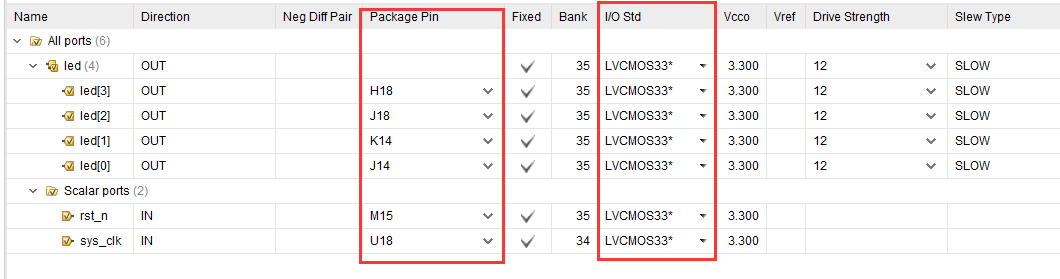 Name Direction Neg Diff Pair Package Pin Fixed Bank I/O Std Vcco Vref Drive Strength Slew Type
All ports (6)
led (4) OUT 35 LVCMOS33* 3.300 12 SLOW
led[3] OUT H18 35 LVCMOS33* 3.300 12 SLOW
led[2] OUT J18 35 LVCMOS33* 3.300 12 SLOW
led[1] OUT K14 35 LVCMOS33* 3.300 12 SLOW
led[0] OUT J14 35 LVCMOS33* 3.300 12 SLOW
Scalar ports (2)
rst_n IN M15 35 LVCMOS33* 3.300
sys_clk IN U18 34 LVCMOS33* 3.300